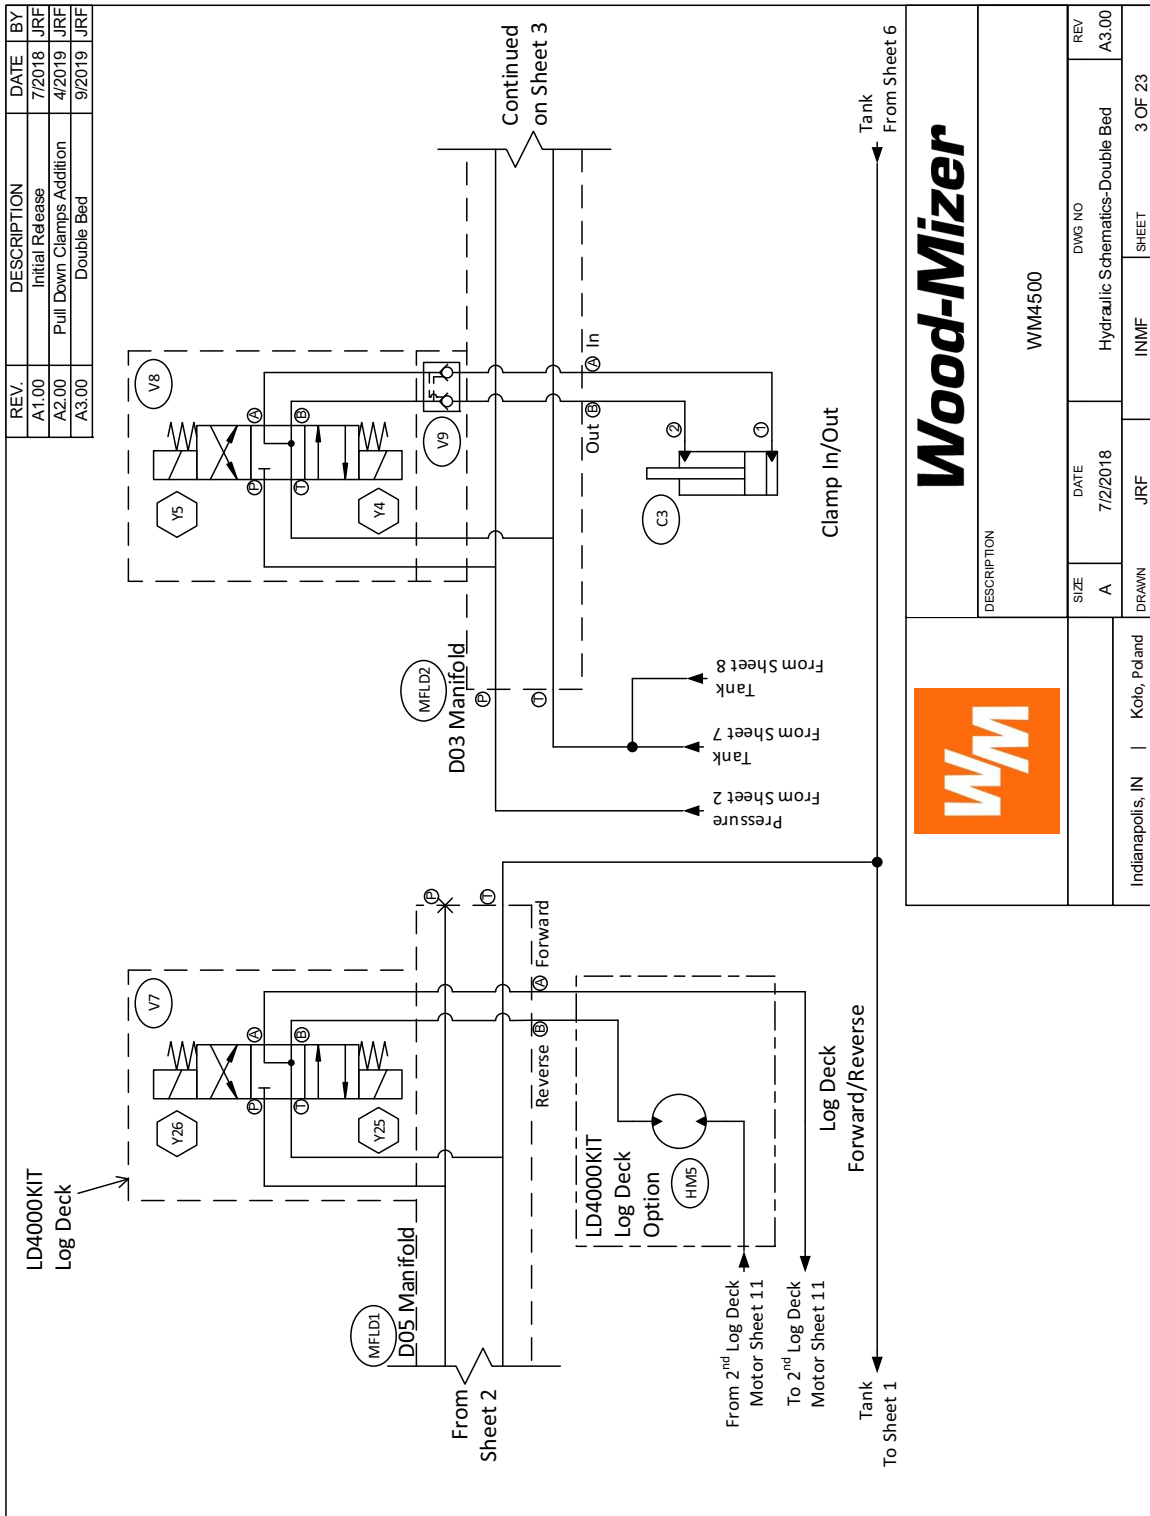 REV. DESCRIPTION DATE BY
A1.00 Initial Release 7/2018 JRF
A2.00 Pull Down Clamps Addition 4/2019 JRF
A3.00 Double Bed 9/2019 JRF
LD4000KIT
Log Deck
V7
Y26
Y25
P
T
A
B
MFLD1
D05 Manifold
From
Sheet 2
P
T
Reverse B
A Forward
LD4000KIT
Log Deck
Option
HM5
From 2nd Log Deck
Motor Sheet 11
To 2nd Log Deck
Motor Sheet 11
Log Deck
Forward/Reverse
Tank
To Sheet 1
V8
Y5
Y4
P
T
A
B
V9
MFLD2
D03 Manifold
P
T
Continued
on Sheet 3
Out B
A In
2
1
C3
Clamp In/Out
Pressure
From Sheet 2
Tank
From Sheet 7
Tank
From Sheet 8
Tank
From Sheet 6
WM
Wood-Mizer
DESCRIPTION
WM4500
SIZE DATE DWG NO REV
A 7/2/2018 Hydraulic Schematics-Double Bed A3.00
Indianapolis, IN | Koło, Poland
DRAWN JRF INMF SHEET 3 OF 23